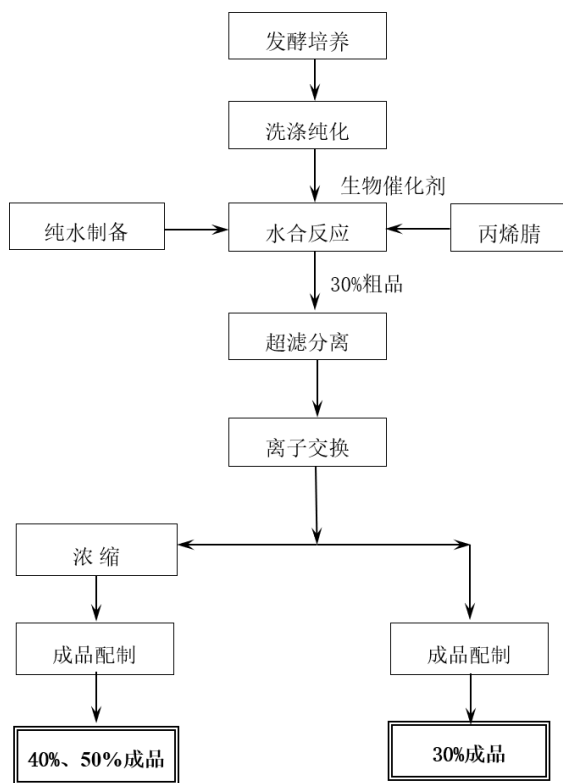 发酵培养
洗涤纯化
生物催化剂
纯水制备
水合反应
丙烯腈
30%粗品
超滤分离
离子交换
浓 缩
成品配制
成品配制
40%、50%成品
30%成品